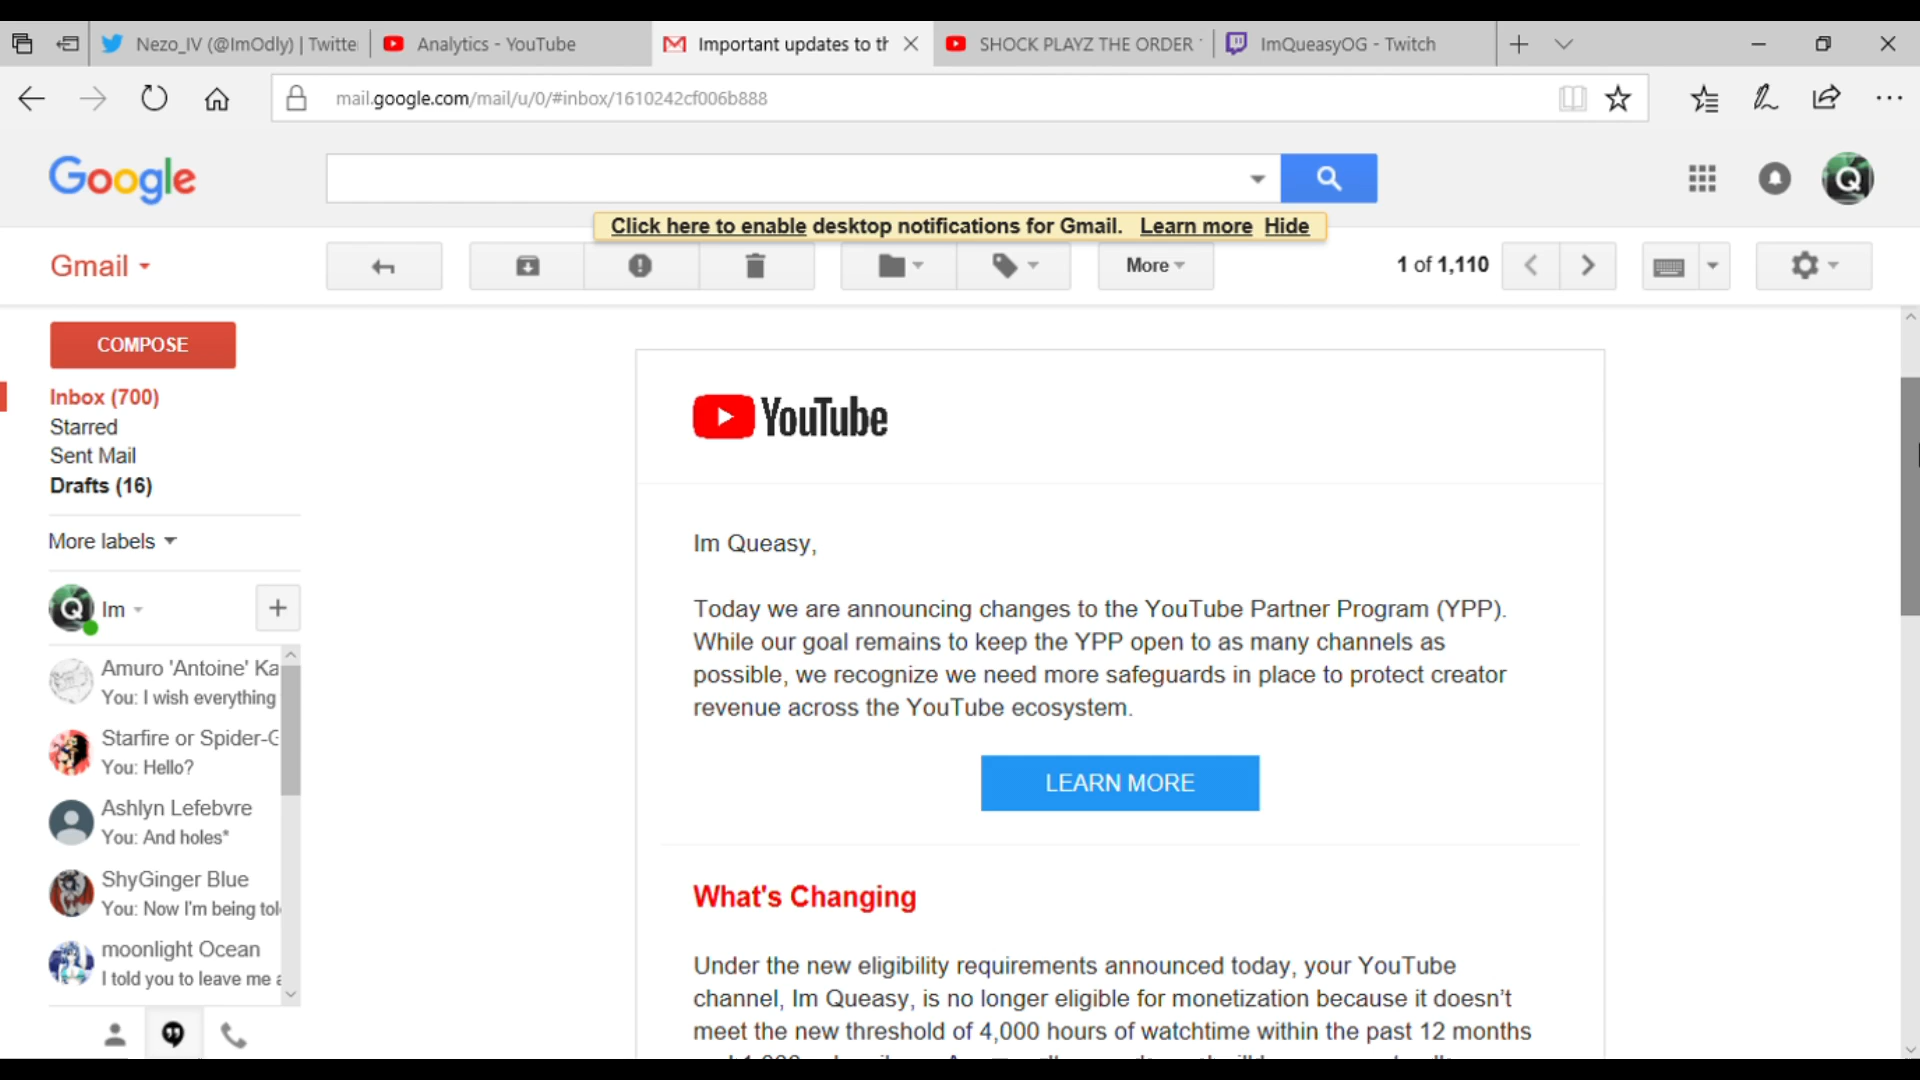 Nezo_IV (@ImOdly) | Twitte
Analytics - YouTube
Important updates to th
SHOCK PLAYZ THE ORDER
ImQueasyOG - Twitch
mail.google.com/mail/u/0/#inbox/1610242cf006b888
Google
Q
Click here to enable desktop notifications for Gmail. Learn more Hide
Gmail
More
1 of 1,110
COMPOSE
Inbox (700)
Starred
Sent Mail
Drafts (16)
More labels
Q
Im
Amuro 'Antoine' Ka
You: I wish everything
Starfire or Spider-G
You: Hello?
Ashlyn Lefebvre
You: And holes*
ShyGinger Blue
You: Now I'm being tol
moonlight Ocean
I told you to leave me a
YouTube
Im Queasy,
Today we are announcing changes to the YouTube Partner Program (YPP).
While our goal remains to keep the YPP open to as many channels as
possible, we recognize we need more safeguards in place to protect creator
revenue across the YouTube ecosystem.
LEARN MORE
What's Changing
Under the new eligibility requirements announced today, your YouTube
channel, Im Queasy, is no longer eligible for monetization because it doesn't
meet the new threshold of 4,000 hours of watchtime within the past 12 months